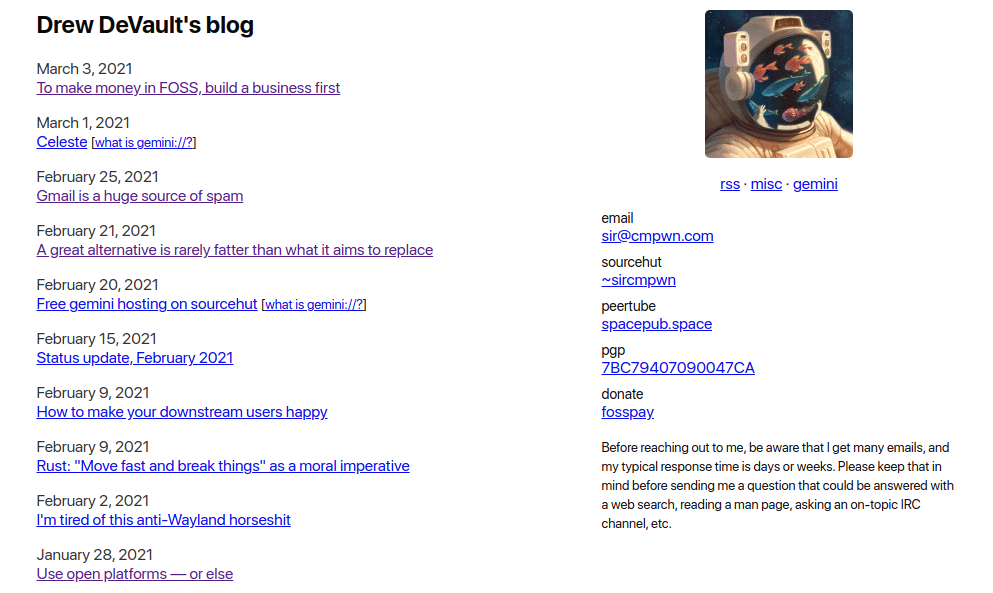 Drew DeVault's blog
March 3, 2021
To make money in FOSS, build a business first
March 1, 2021
Celeste [what is gemini://?]
February 25, 2021
Gmail is a huge source of spam
February 21, 2021
A great alternative is rarely fatter than what it aims to replace
February 20, 2021
Free gemini hosting on sourcehut [what is gemini://?]
February 15, 2021
Status update, February 2021
February 9, 2021
How to make your downstream users happy
February 9, 2021
Rust: "Move fast and break things" as a moral imperative
February 2, 2021
I'm tired of this anti-Wayland horseshit
January 28, 2021
Use open platforms — or else
rss · misc · gemini
email
sir@cmpwn.com
sourcehut
~sircmpwn
peertube
spacepub.space
pgp
7BC79407090047CA
donate
fosspay
Before reaching out to me, be aware that I get many emails, and
my typical response time is days or weeks. Please keep that in
mind before sending me a question that could be answered with
a web search, reading a man page, asking an on-topic IRC
channel, etc.